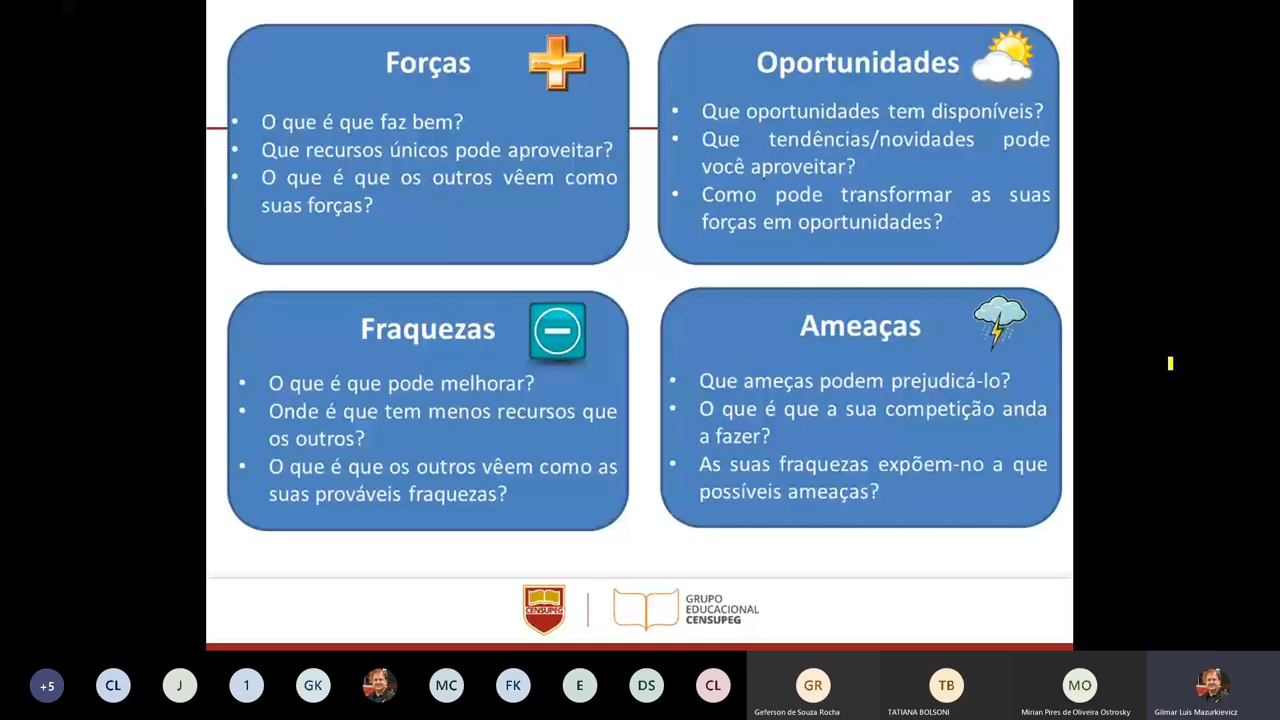 Forças
O que é que faz bem?
Que recursos únicos pode aproveitar?
O que é que os outros vêem como
suas forças?
Oportunidades
Que oportunidades tem disponíveis?
Que tendências/novidades pode
você aproveitar?
Como pode transformar as suas
forças em oportunidades?
Fraquezas
O que é que pode melhorar?
Onde é que tem menos recursos que
os outros?
O que é que os outros vêem como as
suas prováveis fraquezas?
Ameaças
Que ameças podem prejudicá-lo?
O que é que a sua competição anda
a fazer?
As suas fraquezas expõem-no a que
possíveis ameaças?
CENSUPEG
GRUPO
EDUCACIONAL
CENSUPEG
+5
CL
J
1
GK
MC
FK
E
DS
CL
GR
TB
MO
Geferson de Souza Rocha
TATIANA BOLSONI
Mirian Pires de Oliveira Ostrosky
Gilmar Luis Mazurkievicz